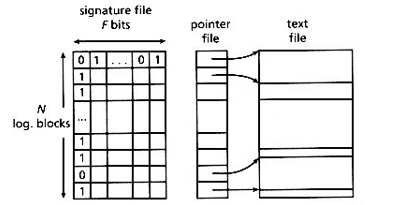 signature file
F bits
pointer
file
text
file
0 1 ... 0 1
1
1
N
log. blocks
...
1
1
0
1